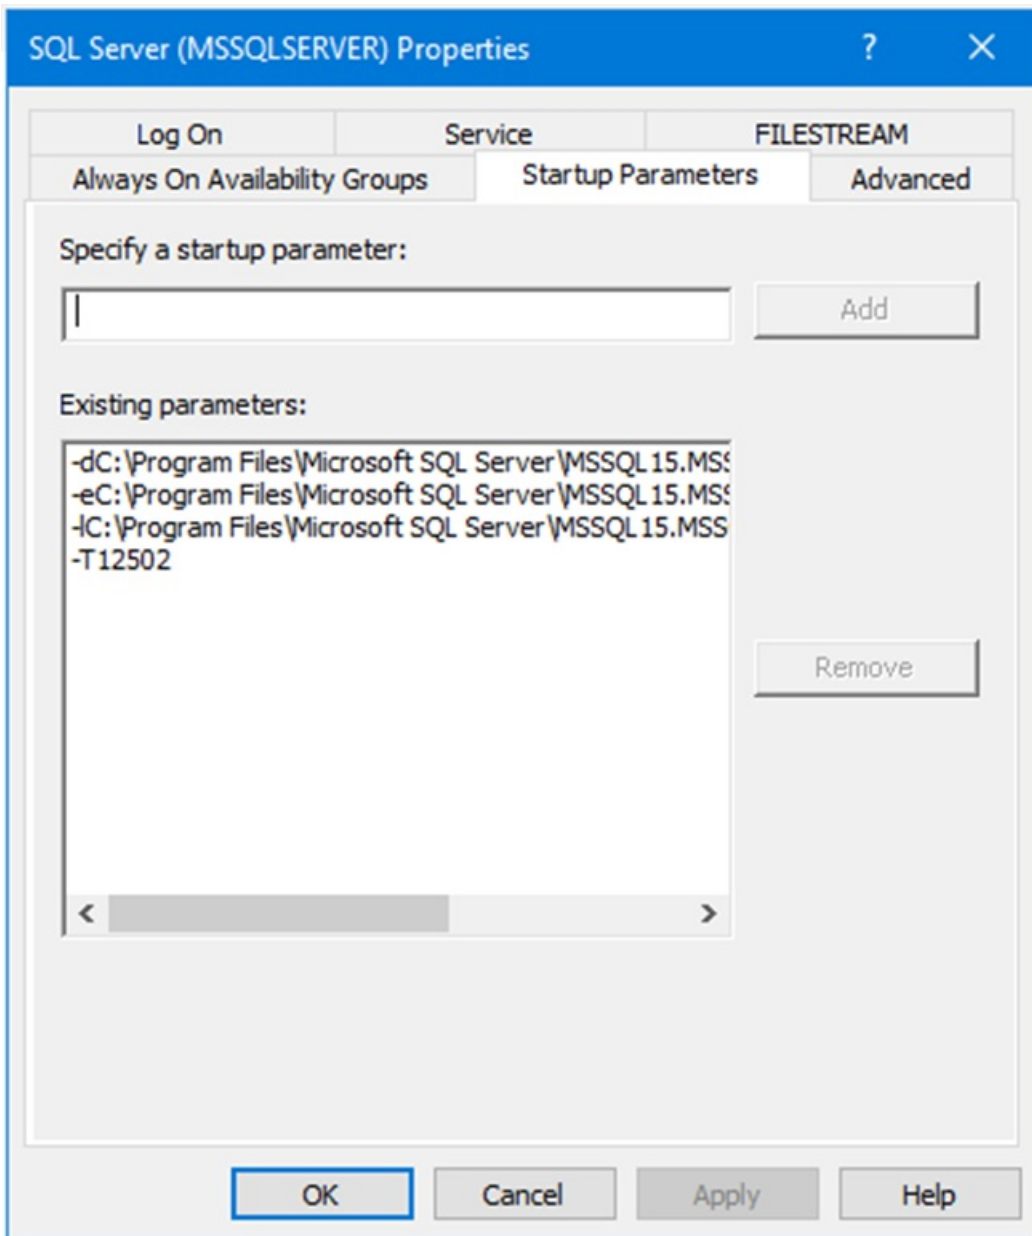 SQL Server (MSSQLSERVER) Properties ? ×
Log On Service FILESTREAM
Always On Availability Groups Startup Parameters Advanced
Specify a startup parameter:
Add
Existing parameters:
-dC:\Program Files\Microsoft SQL Server\MSSQL15.MSS
-eC:\Program Files\Microsoft SQL Server\MSSQL15.MSS
-lC:\Program Files\Microsoft SQL Server\MSSQL15.MSS
-T12502
Remove
OK Cancel Apply Help